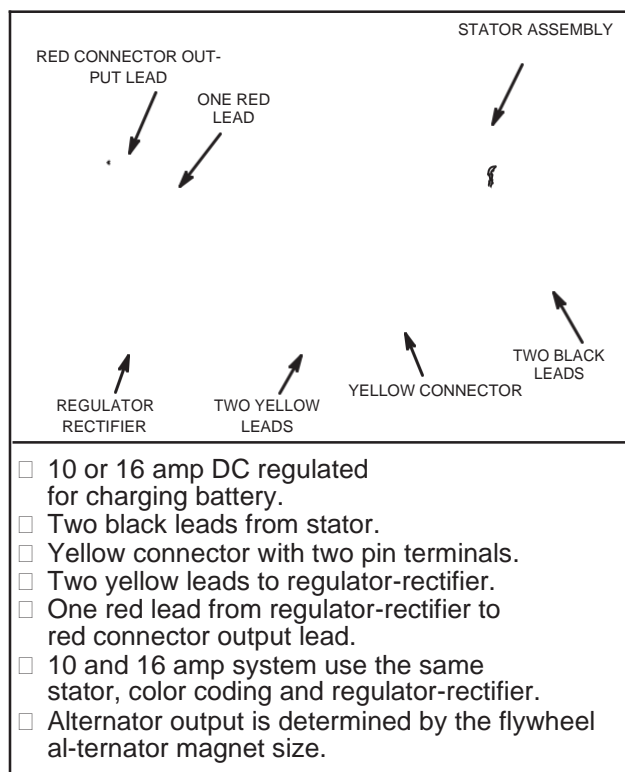 STATOR ASSEMBLY
RED CONNECTOR OUT-
PUT LEAD
ONE RED
LEAD
TWO BLACK
LEADS
YELLOW CONNECTOR
REGULATOR
RECTIFIER
TWO YELLOW
LEADS
□ 10 or 16 amp DC regulated
for charging battery.
□ Two black leads from stator.
□ Yellow connector with two pin terminals.
□ Two yellow leads to regulator-rectifier.
□ One red lead from regulator-rectifier to
red connector output lead.
□ 10 and 16 amp system use the same
stator, color coding and regulator-rectifier.
□ Alternator output is determined by the flywheel
al-ternator magnet size.